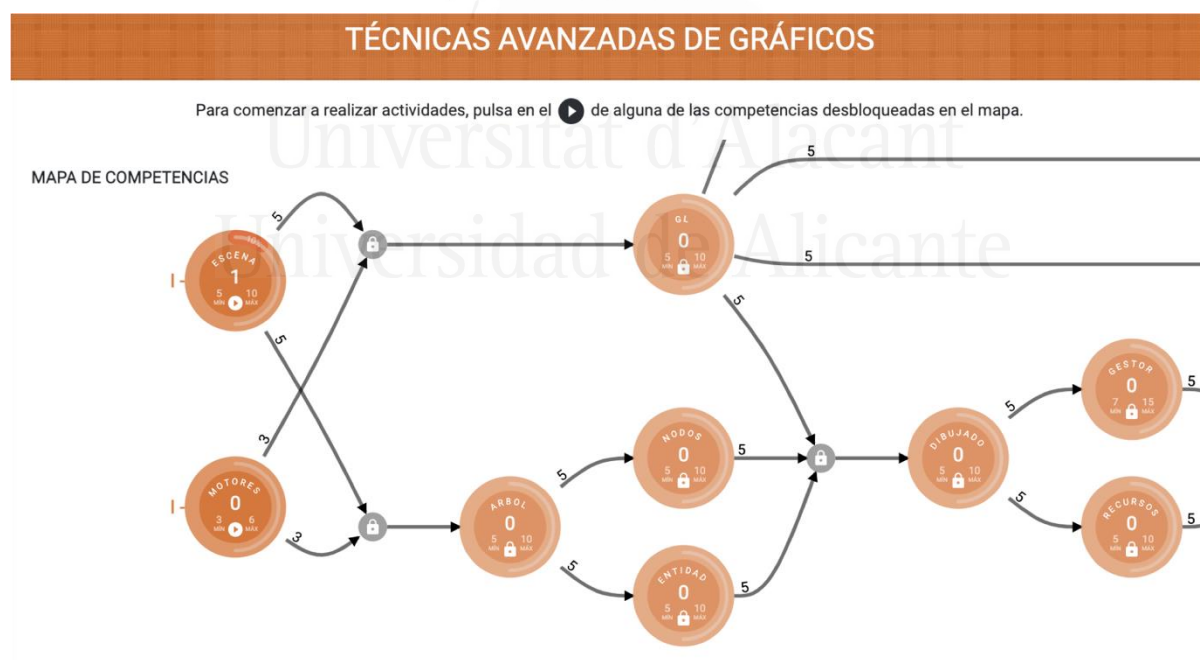 TÉCNICAS AVANZADAS DE GRÁFICOS
Para comenzar a realizar actividades, pulsa en el de alguna de las competencias desbloqueadas en el mapa.
Universitat d'Alacant
Universidad de Alicante
MAPA DE COMPETENCIAS
5
10%
ESCENA
1
5 10
MÍN MÁX
5
3
MOTORES
0
3 6
MÍN MÁX
3
GL
0
5 10
MÍN MÁX
5
5
5
ARBOL
0
5 10
MÍN MÁX
5
5
NODOS
0
5 10
MÍN MÁX
5
ENTIDAD
0
5 10
MÍN MÁX
5
DIBUJADO
0
5 10
MÍN MÁX
5
5
GESTOR
0
7 15
MÍN MÁX
5
RECURSOS
0
5 10
MÍN MÁX
5